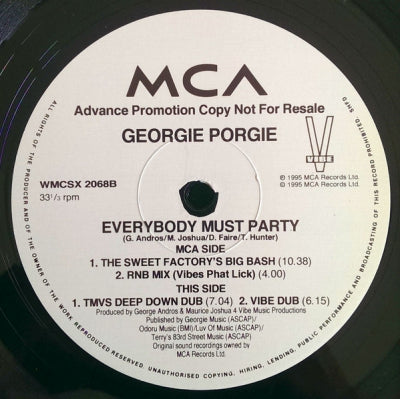 MCA
Advance Promotion Copy Not For Resale
GEORGIE PORGIE
V
VIBE
WMCSX 2068B
33 1/3 rpm
℗ 1995 MCA Records Ltd.
© 1995 MCA Records Ltd.
EVERYBODY MUST PARTY
(G. Andros/M. Joshua/D. Faire/T. Hunter)
MCA SIDE
1. THE SWEET FACTORY'S BIG BASH (10.38)
2. RNB MIX (Vibes Phat Lick) (4.00)
THIS SIDE
1. TMVS DEEP DOWN DUB (7.04) 2. VIBE DUB (6.15)
Produced by George Andros & Maurice Joshua 4 Vibe Music Productions
Published by Georgie Music (ASCAP)/
Odoru Music (BMI)/Luv Of Music (ASCAP)/
Terry's 83rd Street Music (ASCAP)
Original sound recordings owned by
MCA Records Ltd.
ALL RIGHTS OF THE PRODUCER AND OF THE OWNER OF THE WORK REPRODUCED RESERVED. UNAUTHORISED COPYING, HIRING, LENDING, PUBLIC PERFORMANCE AND BROADCASTING OF THIS RECORD PROHIBITED.